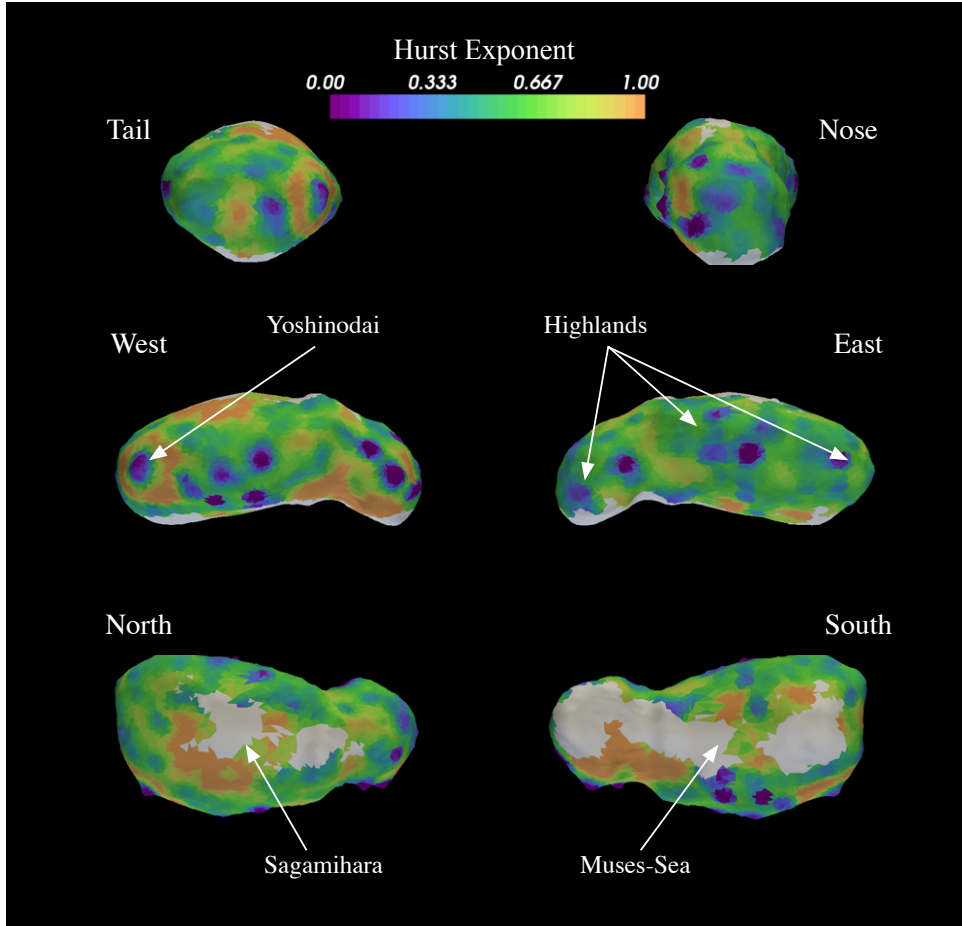 Hurst Exponent
0.00 0.333 0.667 1.00
Tail
Nose
Yoshinodai
Highlands
West
East
North
South
Sagamihara
Muses-Sea